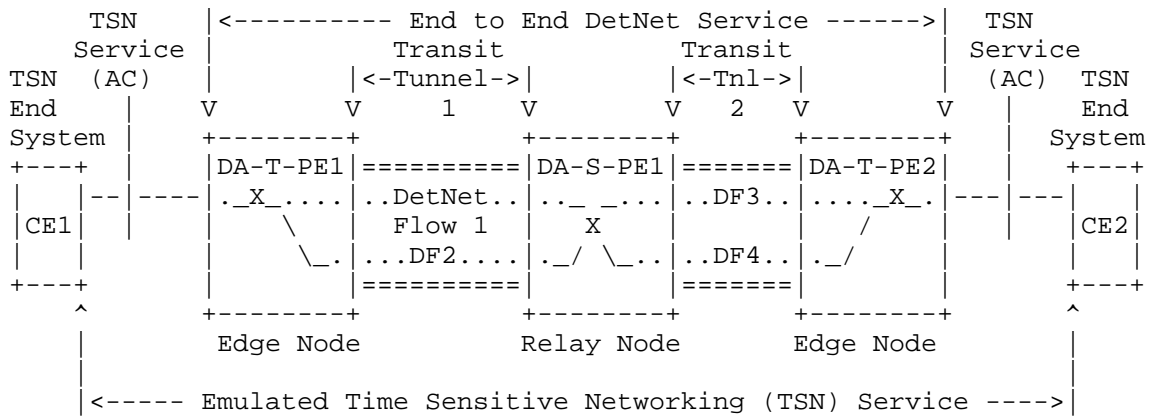 TSN |<---------- End to End DetNet Service ------>| TSN
Service | Transit Transit | Service
TSN (AC) | |<-Tunnel->| |<-Tnl->| | (AC) TSN
End | V V 1 V V 2 V V | End
System | +--------+ +--------+ +--------+ | System
+---+ | |DA-T-PE1|==========|DA-S-PE1|=======|DA-T-PE2| | +---+
| |--|----|._X_....|..DetNet..|.._ _...|..DF3..|...._X_.|---|---| |
|CE1| | | \ | Flow 1 | X | | / | | |CE2|
| | | \_.|...DF2....|._/ \_..|..DF4..|._/ | | |
+---+ | |==========| |=======| | +---+
^ +--------+ +--------+ +--------+ ^
| Edge Node Relay Node Edge Node |
| |
|<----- Emulated Time Sensitive Networking (TSN) Service ---->|